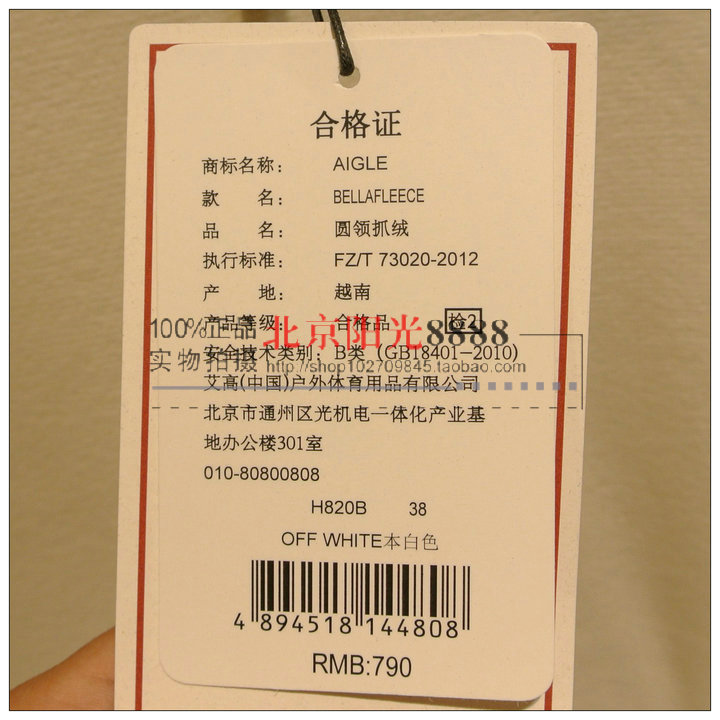 合格证
商标名称: AIGLE
款 名: BELLAFLEECE
品 名: 圆领抓绒
执行标准: FZ/T 73020-2012
产 地: 越南
产品等级: 合格品 检2
100%正品 北京阳光8888
安全技术类别: B类 (GB18401-2010)
实物拍摄 http://shop102709845.taobao.com
艾高(中国)户外体育用品有限公司
北京市通州区光机电一体化产业基
地办公楼301室
010-80800808
H820B 38
OFF WHITE本白色
4 894518 144808
RMB:790